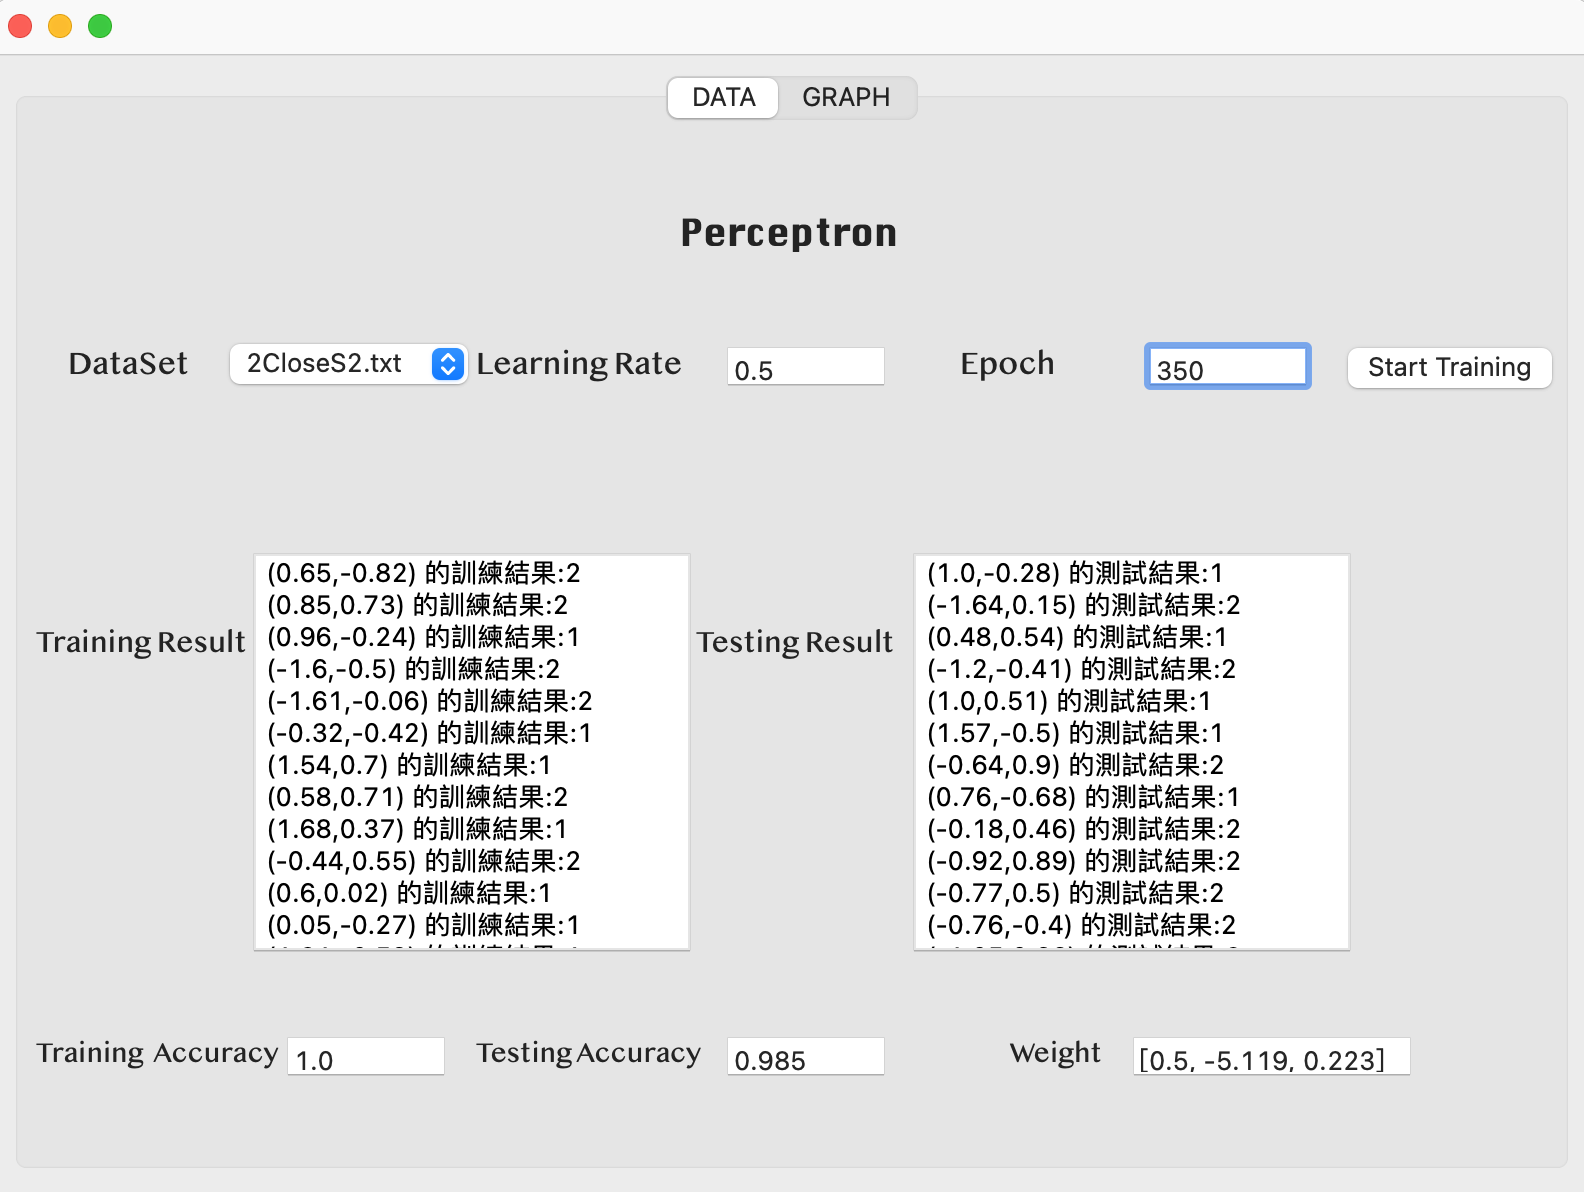 DATA GRAPH
Perceptron
DataSet 2CloseS2.txt Learning Rate 0.5 Epoch 350 Start Training
Training Result
(0.65,-0.82) 的訓練結果:2
(0.85,0.73) 的訓練結果:2
(0.96,-0.24) 的訓練結果:1
(-1.6,-0.5) 的訓練結果:2
(-1.61,-0.06) 的訓練結果:2
(-0.32,-0.42) 的訓練結果:1
(1.54,0.7) 的訓練結果:1
(0.58,0.71) 的訓練結果:2
(1.68,0.37) 的訓練結果:1
(-0.44,0.55) 的訓練結果:2
(0.6,0.02) 的訓練結果:1
(0.05,-0.27) 的訓練結果:1
Testing Result
(1.0,-0.28) 的測試結果:1
(-1.64,0.15) 的測試結果:2
(0.48,0.54) 的測試結果:1
(-1.2,-0.41) 的測試結果:2
(1.0,0.51) 的測試結果:1
(1.57,-0.5) 的測試結果:1
(-0.64,0.9) 的測試結果:2
(0.76,-0.68) 的測試結果:1
(-0.18,0.46) 的測試結果:2
(-0.92,0.89) 的測試結果:2
(-0.77,0.5) 的測試結果:2
(-0.76,-0.4) 的測試結果:2
Training Accuracy 1.0 Testing Accuracy 0.985 Weight [0.5, -5.119, 0.223]